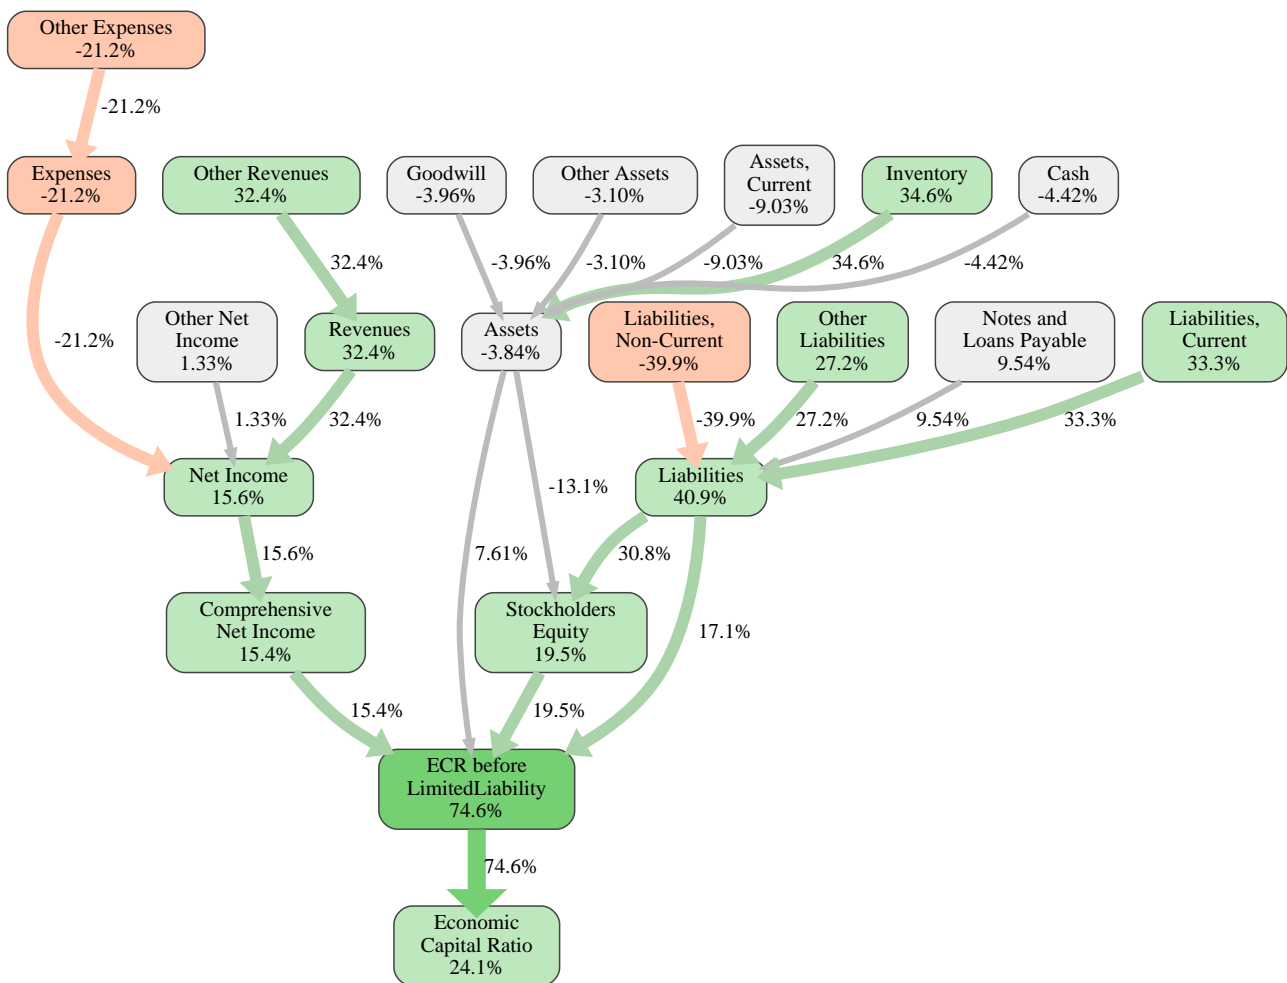 Other Expenses
-21.2%
-21.2%
Expenses
-21.2%
Other Revenues
32.4%
Goodwill
-3.96%
Other Assets
-3.10%
Assets,
Current
-9.03%
Inventory
34.6%
Cash
-4.42%
32.4%
-3.96%
-3.10%
-9.03%
34.6%
-4.42%
Other Net
Income
1.33%
Revenues
32.4%
Assets
-3.84%
Liabilities,
Non-Current
-39.9%
Other
Liabilities
27.2%
Notes and
Loans Payable
9.54%
Liabilities,
Current
33.3%
-21.2%
1.33%
32.4%
-39.9%
27.2%
9.54%
33.3%
Net Income
15.6%
-13.1%
Liabilities
40.9%
15.6%
7.61%
30.8%
Comprehensive
Net Income
15.4%
Stockholders
Equity
19.5%
17.1%
15.4%
19.5%
ECR before
LimitedLiability
74.6%
74.6%
Economic
Capital Ratio
24.1%